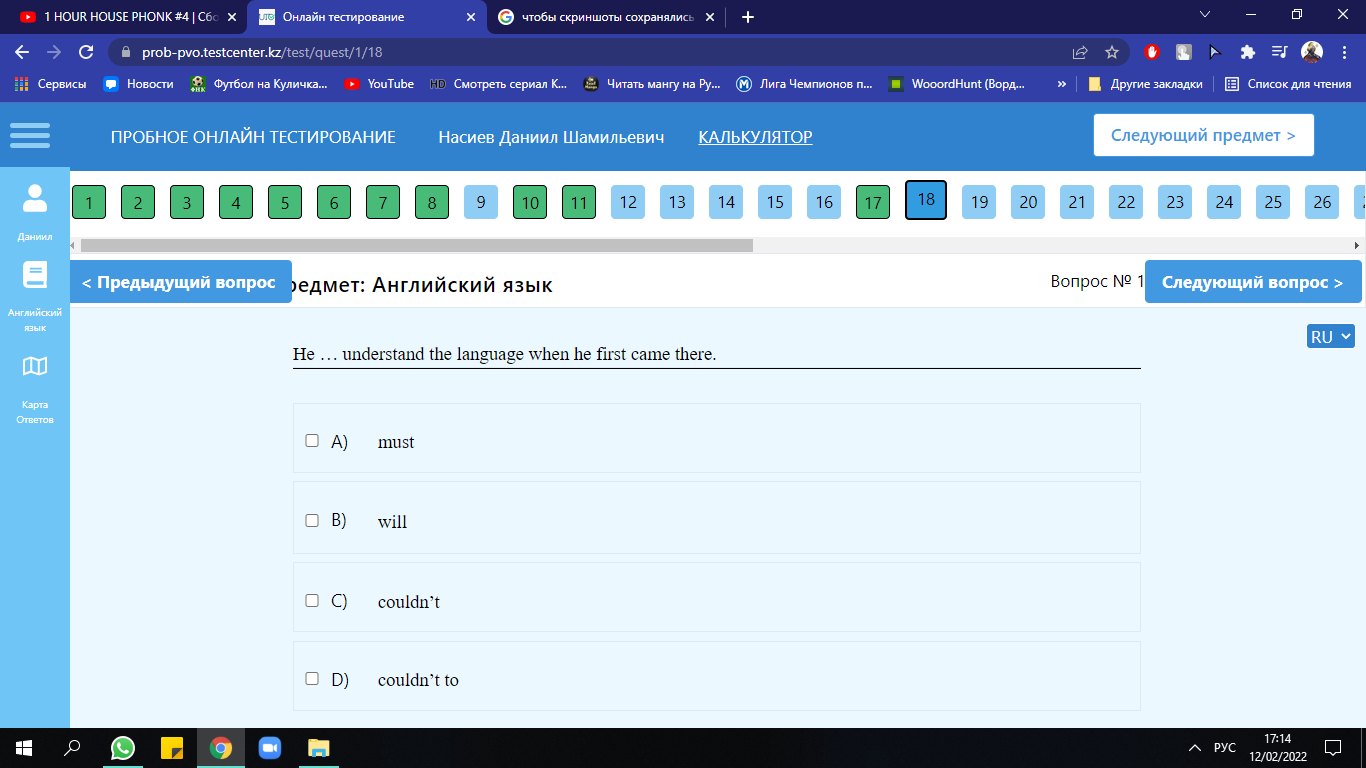 1 HOUR HOUSE PHONK #4 | Сбо
Онлайн тестирование
чтобы скриншоты сохранялись
prob-pvo.testcenter.kz/test/quest/1/18
Сервисы
Новости
Футбол на Куличка...
YouTube
HD Смотреть сериал К...
Читать мангу на Ру...
Лига Чемпионов п...
WooordHunt (Ворд...
»
Другие закладки
Список для чтения
ПРОБНОЕ ОНЛАЙН ТЕСТИРОВАНИЕ
Насиев Даниил Шамильевич
КАЛЬКУЛЯТОР
Следующий предмет >
1 2 3 4 5 6 7 8 9 10 11 12 13 14 15 16 17 18 19 20 21 22 23 24 25 26
Даниил
Английский
язык
Карта
Ответов
< Предыдущий вопрос
редмет: Английский язык
Вопрос № 1
Следующий вопрос >
RU
He … understand the language when he first came there.
A) must
B) will
C) couldn’t
D) couldn’t to
РУС
17:14
12/02/2022